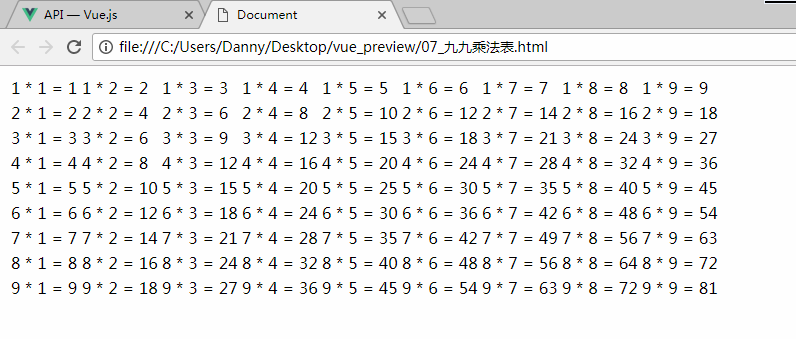 API — Vue.js
Document
file:///C:/Users/Danny/Desktop/vue_preview/07_九九乘法表.html
1 * 1 = 1 1 * 2 = 2 1 * 3 = 3 1 * 4 = 4 1 * 5 = 5 1 * 6 = 6 1 * 7 = 7 1 * 8 = 8 1 * 9 = 9
2 * 1 = 2 2 * 2 = 4 2 * 3 = 6 2 * 4 = 8 2 * 5 = 10 2 * 6 = 12 2 * 7 = 14 2 * 8 = 16 2 * 9 = 18
3 * 1 = 3 3 * 2 = 6 3 * 3 = 9 3 * 4 = 12 3 * 5 = 15 3 * 6 = 18 3 * 7 = 21 3 * 8 = 24 3 * 9 = 27
4 * 1 = 4 4 * 2 = 8 4 * 3 = 12 4 * 4 = 16 4 * 5 = 20 4 * 6 = 24 4 * 7 = 28 4 * 8 = 32 4 * 9 = 36
5 * 1 = 5 5 * 2 = 10 5 * 3 = 15 5 * 4 = 20 5 * 5 = 25 5 * 6 = 30 5 * 7 = 35 5 * 8 = 40 5 * 9 = 45
6 * 1 = 6 6 * 2 = 12 6 * 3 = 18 6 * 4 = 24 6 * 5 = 30 6 * 6 = 36 6 * 7 = 42 6 * 8 = 48 6 * 9 = 54
7 * 1 = 7 7 * 2 = 14 7 * 3 = 21 7 * 4 = 28 7 * 5 = 35 7 * 6 = 42 7 * 7 = 49 7 * 8 = 56 7 * 9 = 63
8 * 1 = 8 8 * 2 = 16 8 * 3 = 24 8 * 4 = 32 8 * 5 = 40 8 * 6 = 48 8 * 7 = 56 8 * 8 = 64 8 * 9 = 72
9 * 1 = 9 9 * 2 = 18 9 * 3 = 27 9 * 4 = 36 9 * 5 = 45 9 * 6 = 54 9 * 7 = 63 9 * 8 = 72 9 * 9 = 81